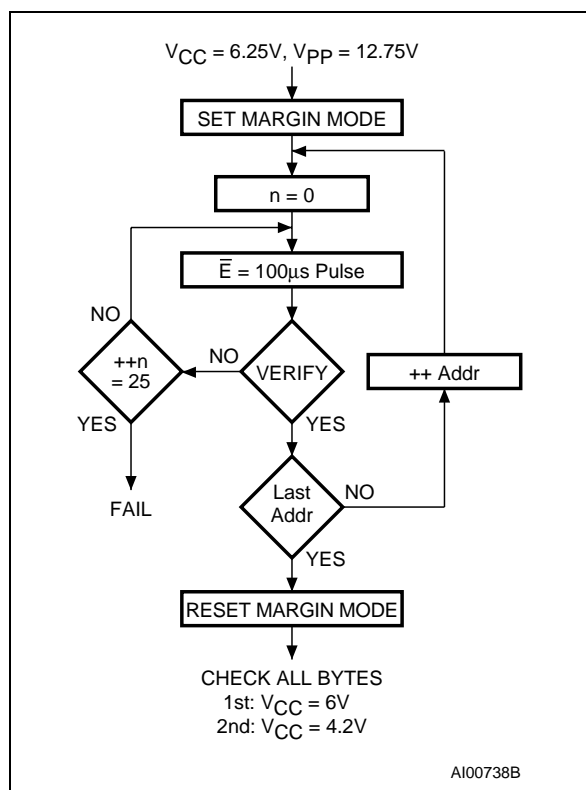 VCC = 6.25V, VPP = 12.75V
SET MARGIN MODE
n = 0
E̅ = 100μs Pulse
NO
++n
= 25
NO
VERIFY
++ Addr
YES
YES
FAIL
Last
Addr
NO
YES
RESET MARGIN MODE
CHECK ALL BYTES
1st: VCC = 6V
2nd: VCC = 4.2V
AI00738B